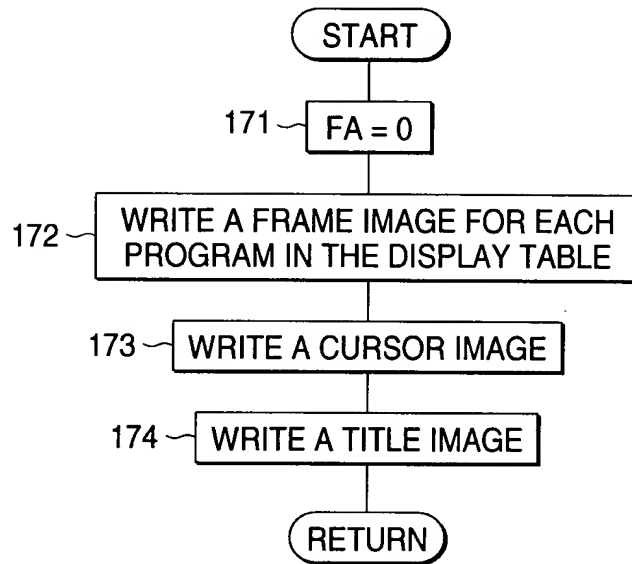 START
171
FA = 0
172
WRITE A FRAME IMAGE FOR EACH
PROGRAM IN THE DISPLAY TABLE
173
WRITE A CURSOR IMAGE
174
WRITE A TITLE IMAGE
RETURN